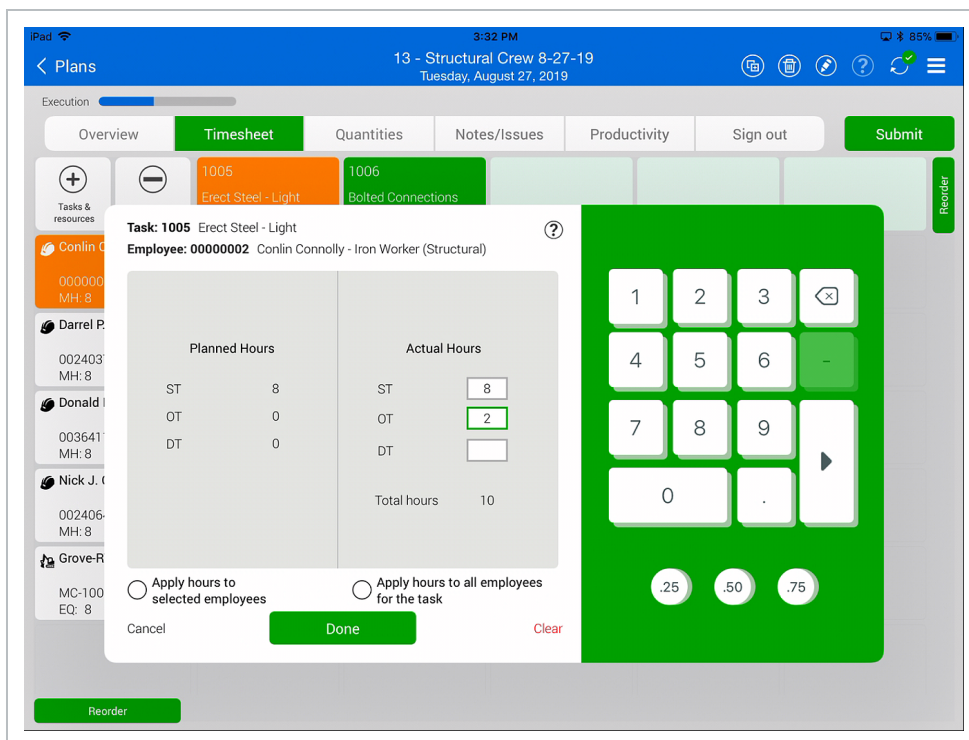 iPad 3:32 PM 85%
Plans 13 - Structural Crew 8-27-19
Tuesday, August 27, 2019
Execution
Overview Timesheet Quantities Notes/Issues Productivity Sign out Submit
Tasks &
resources
1005
Erect Steel - Light
1006
Bolted Connections
Reorder
Conlin
000000
MH: 8
Darrel P.
002403
MH: 8
Donald
003641
MH: 8
Nick J.
002406
MH: 8
Grove-R
MC-100
EQ: 8
Task: 1005 Erect Steel - Light
?
Employee: 00000002 Conlin Connolly - Iron Worker (Structural)
Planned Hours
ST 8
OT 0
DT 0
Actual Hours
ST 8
OT 2
DT
Total hours 10
Apply hours to
selected employees
Apply hours to all employees
for the task
Cancel Done Clear
1 2 3
4 5 6 -
7 8 9
0 .
.25 .50 .75
Reorder